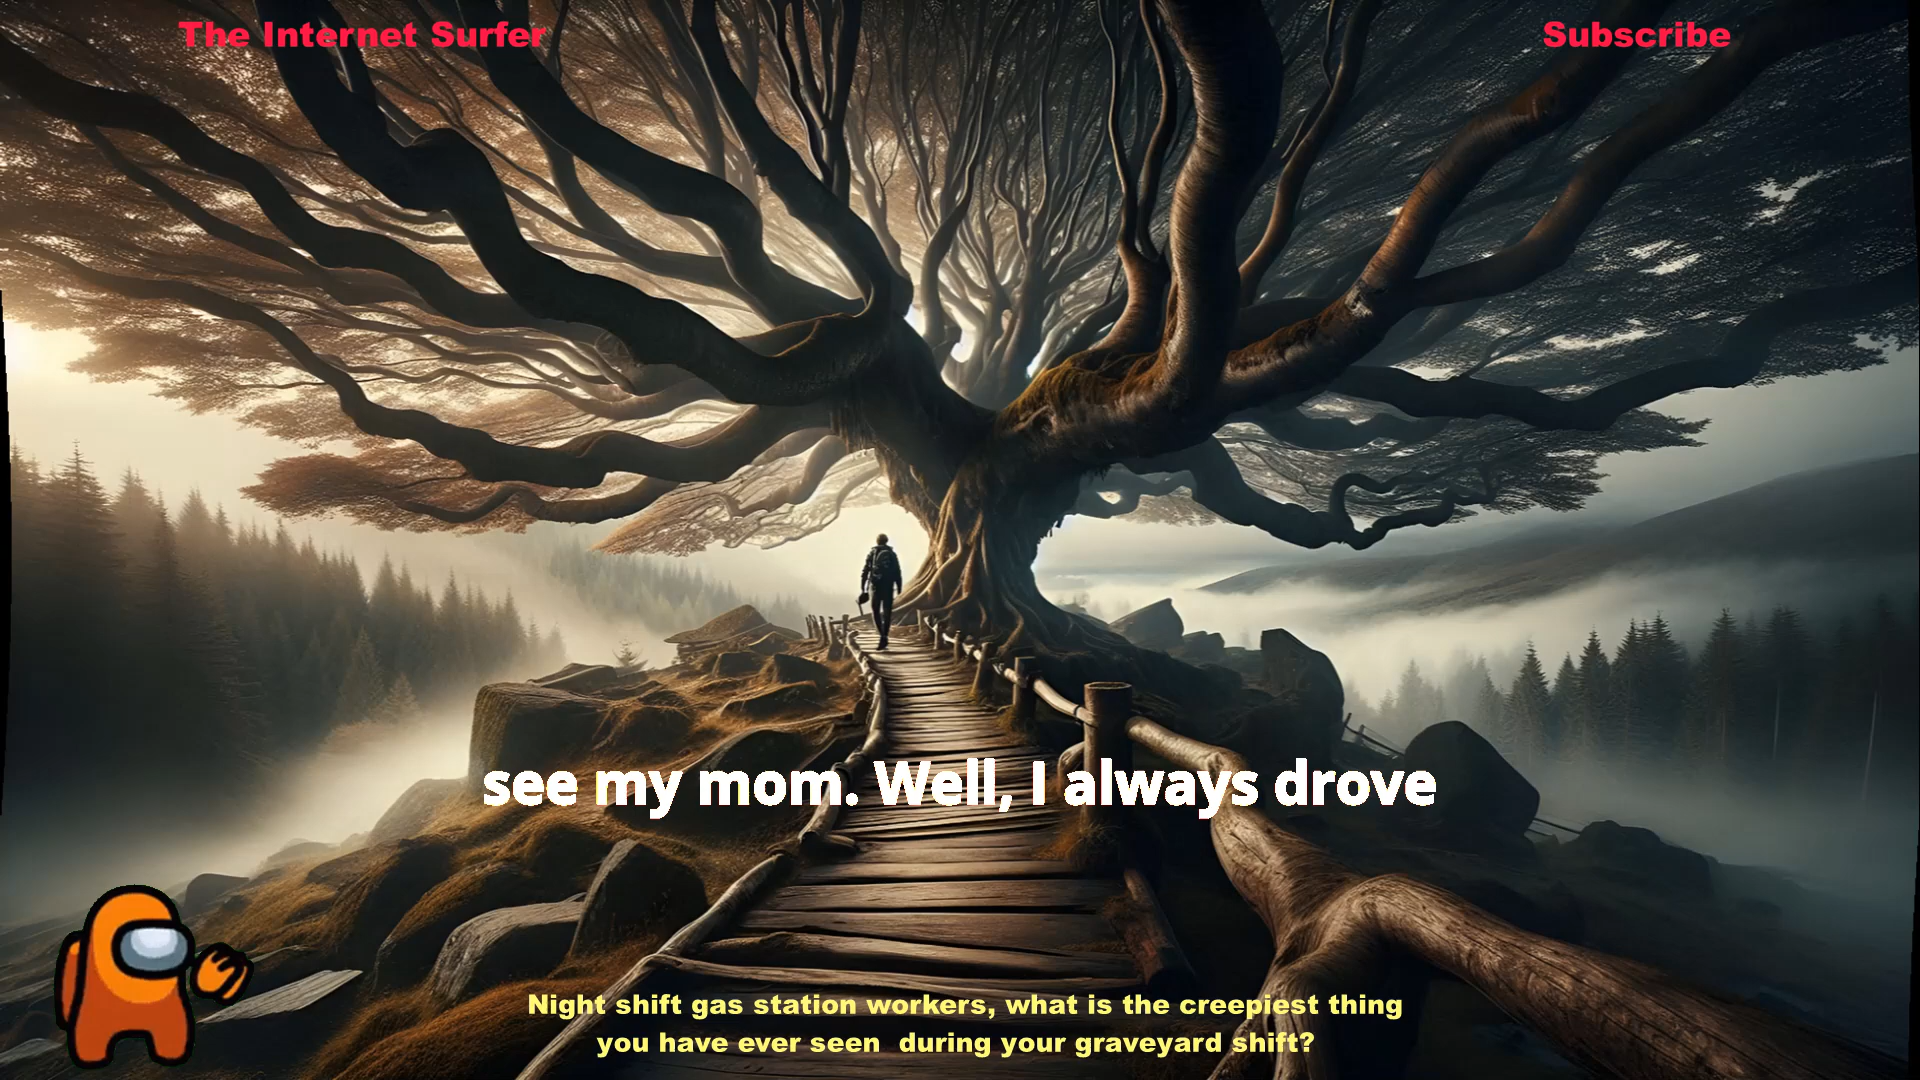 The Internet Surfer
Subscribe
see my mom. Well, I always drove
Night shift gas station workers, what is the creepiest thing
you have ever seen  during your graveyard shift?